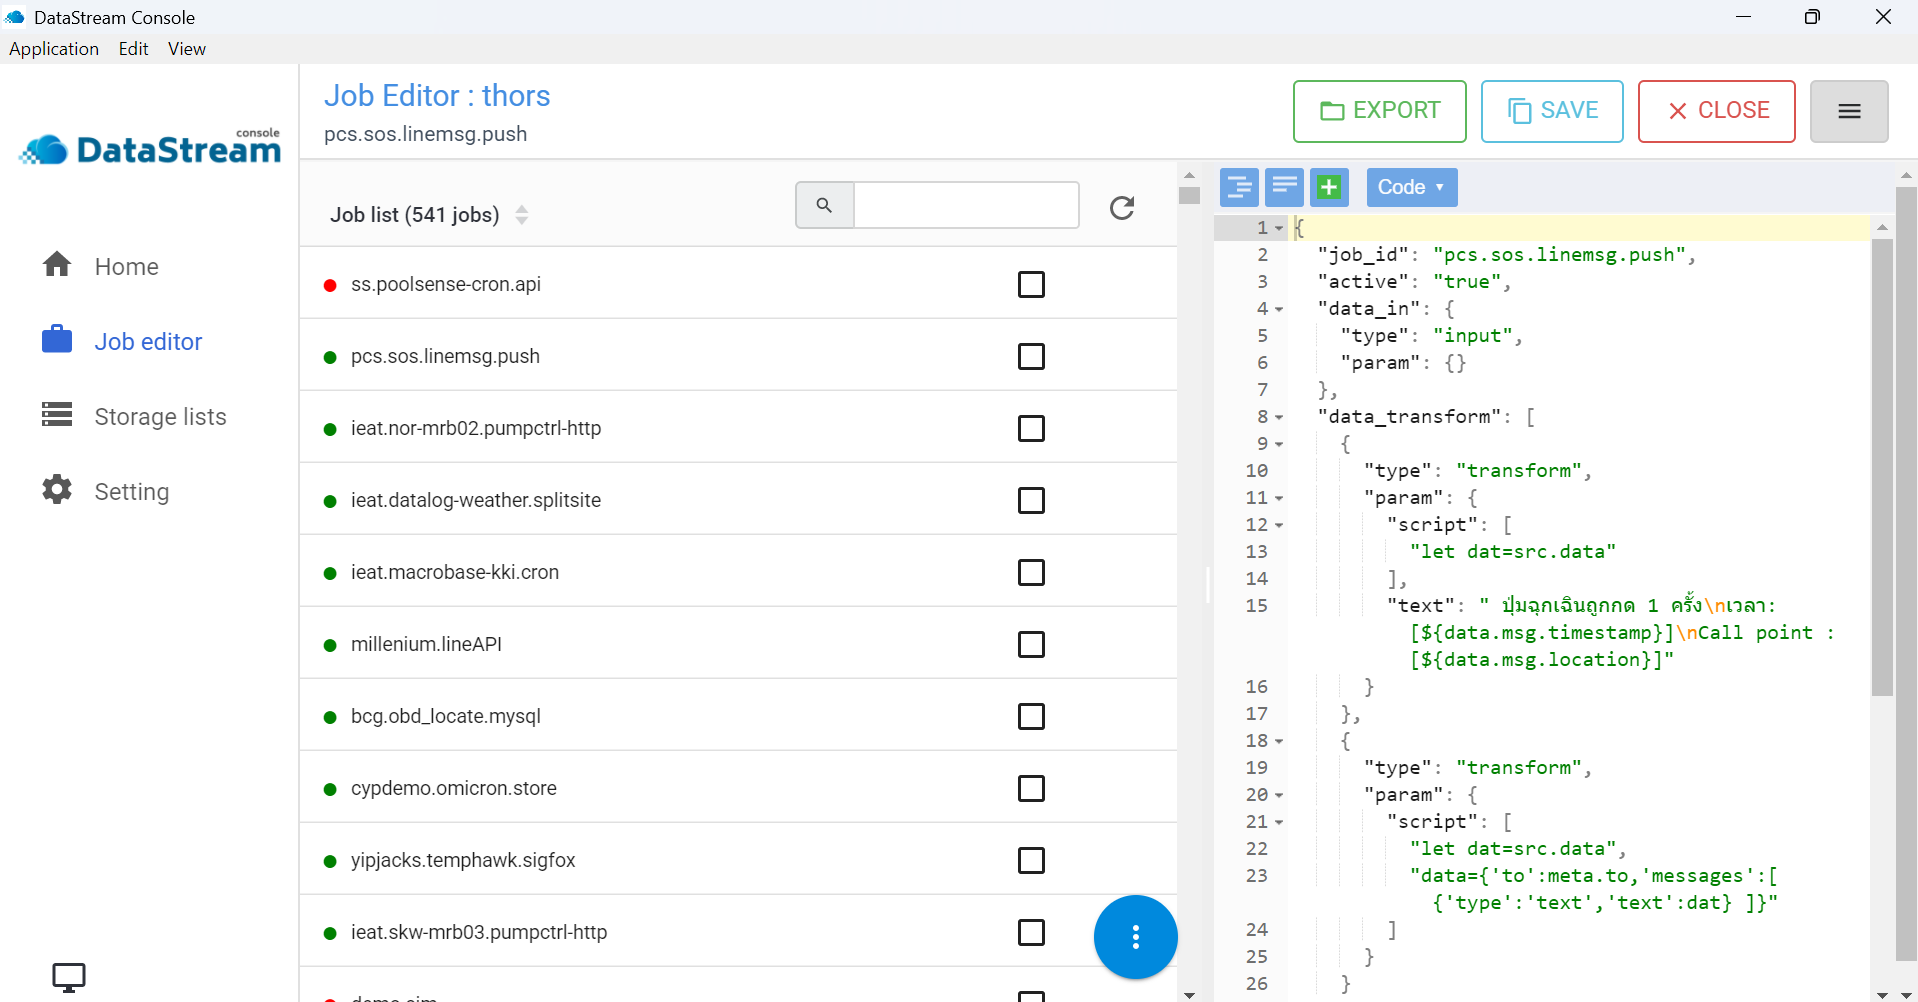 DataStream Console
Application Edit View
console
DataStream
Home
Job editor
Storage lists
Setting
Job Editor : thors
pcs.sos.linemsg.push
EXPORT
SAVE
CLOSE
Job list (541 jobs)
ss.poolsense-cron.api
pcs.sos.linemsg.push
ieat.nor-mrb02.pumpctrl-http
ieat.datalog-weather.splitsite
ieat.macrobase-kki.cron
millenium.lineAPI
bcg.obd_locate.mysql
cypdemo.omicron.store
yipjacks.temphawk.sigfox
ieat.skw-mrb03.pumpctrl-http
Code
1 {
2 "job_id": "pcs.sos.linemsg.push",
3 "active": "true",
4 "data_in": {
5 "type": "input",
6 "param": {}
7 },
8 "data_transform": [
9 {
10 "type": "transform",
11 "param": {
12 "script": [
13 "let dat=src.data"
14 ],
15 "text": " ปุ่มฉุกเฉินถูกกด 1 ครั้ง\nเวลา:
[${data.msg.timestamp}]\nCall point :
[${data.msg.location}]"
16 }
17 },
18 {
19 "type": "transform",
20 "param": {
21 "script": [
22 "let dat=src.data",
23 "data={'to':meta.to,'messages':[
{'type':'text','text':dat} ]}"
24 ]
25 }
26 }